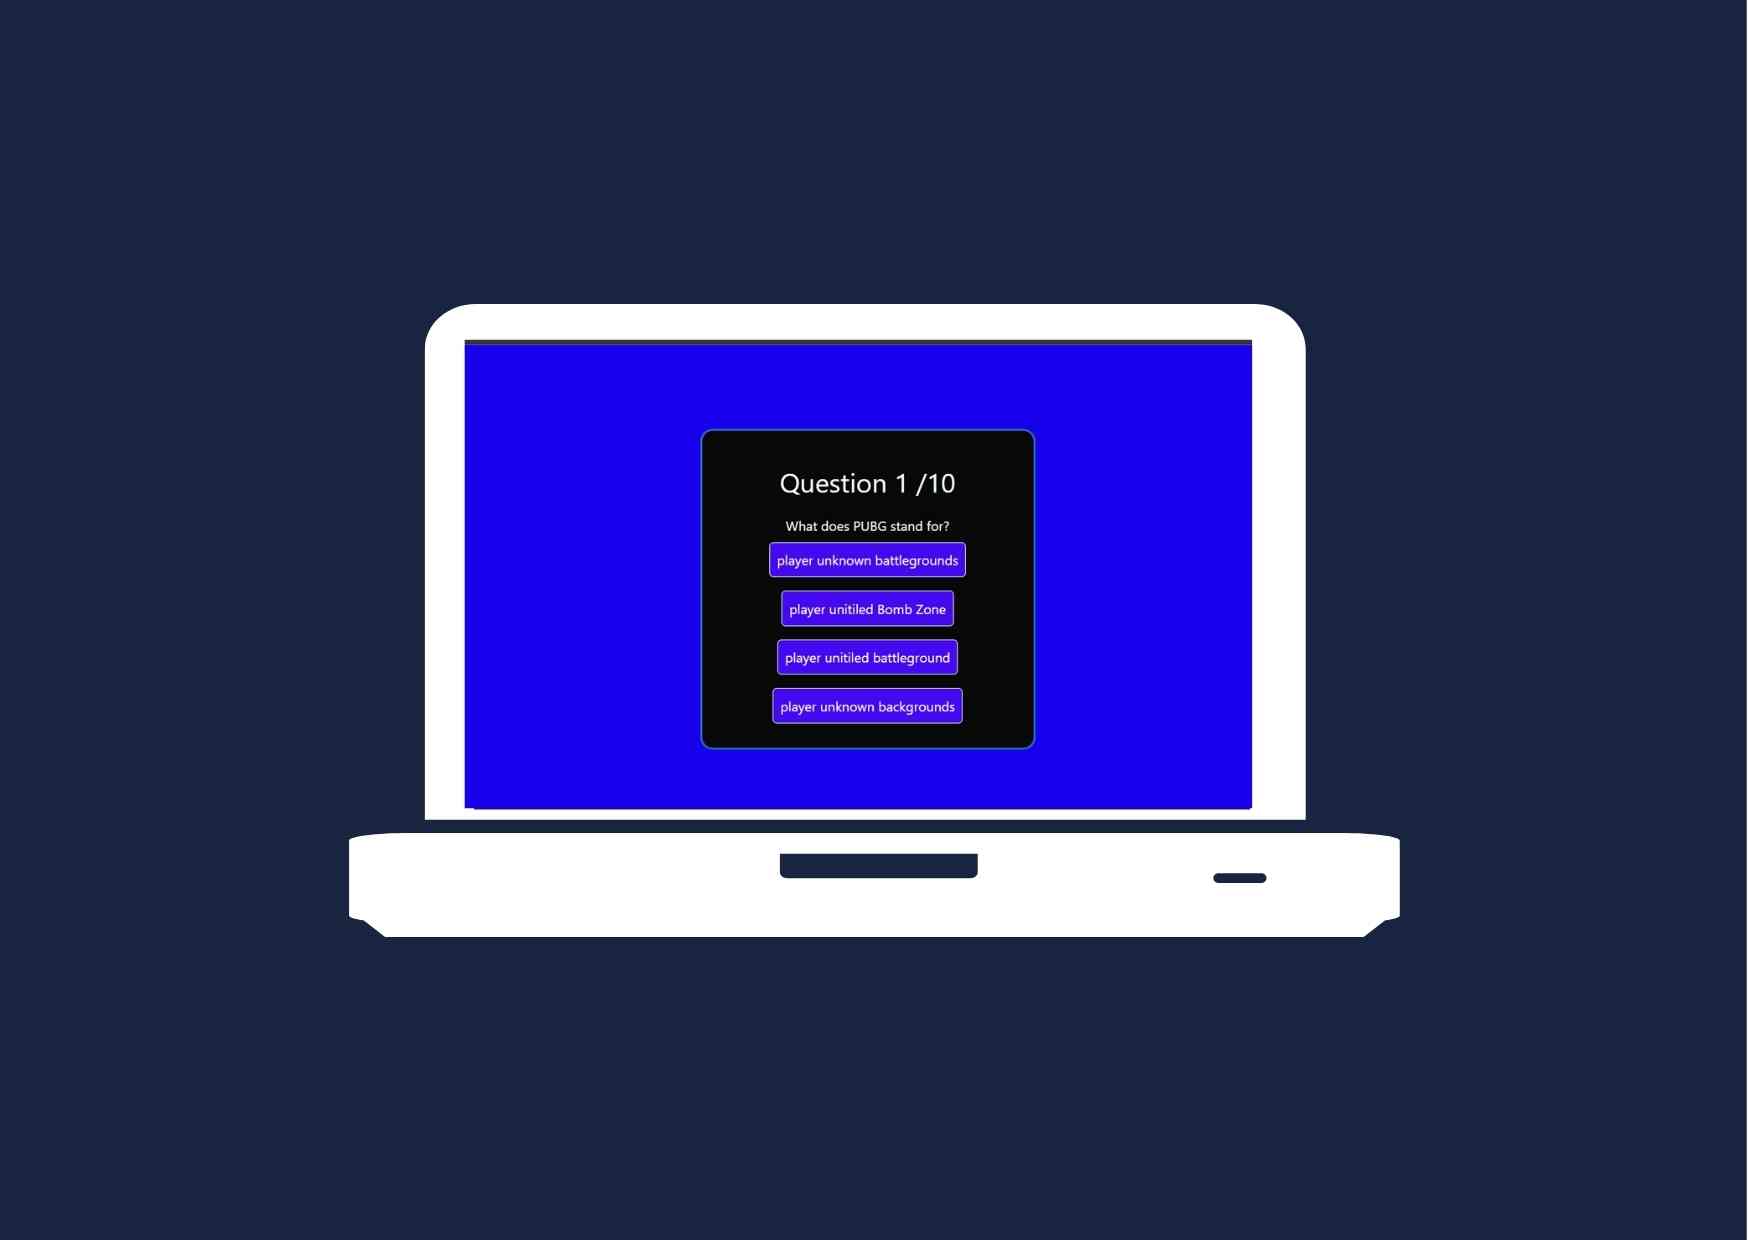 Question 1 /10
What does PUBG stand for?
player unknown battlegrounds
player unitiled Bomb Zone
player unitiled battleground
player unknown backgrounds